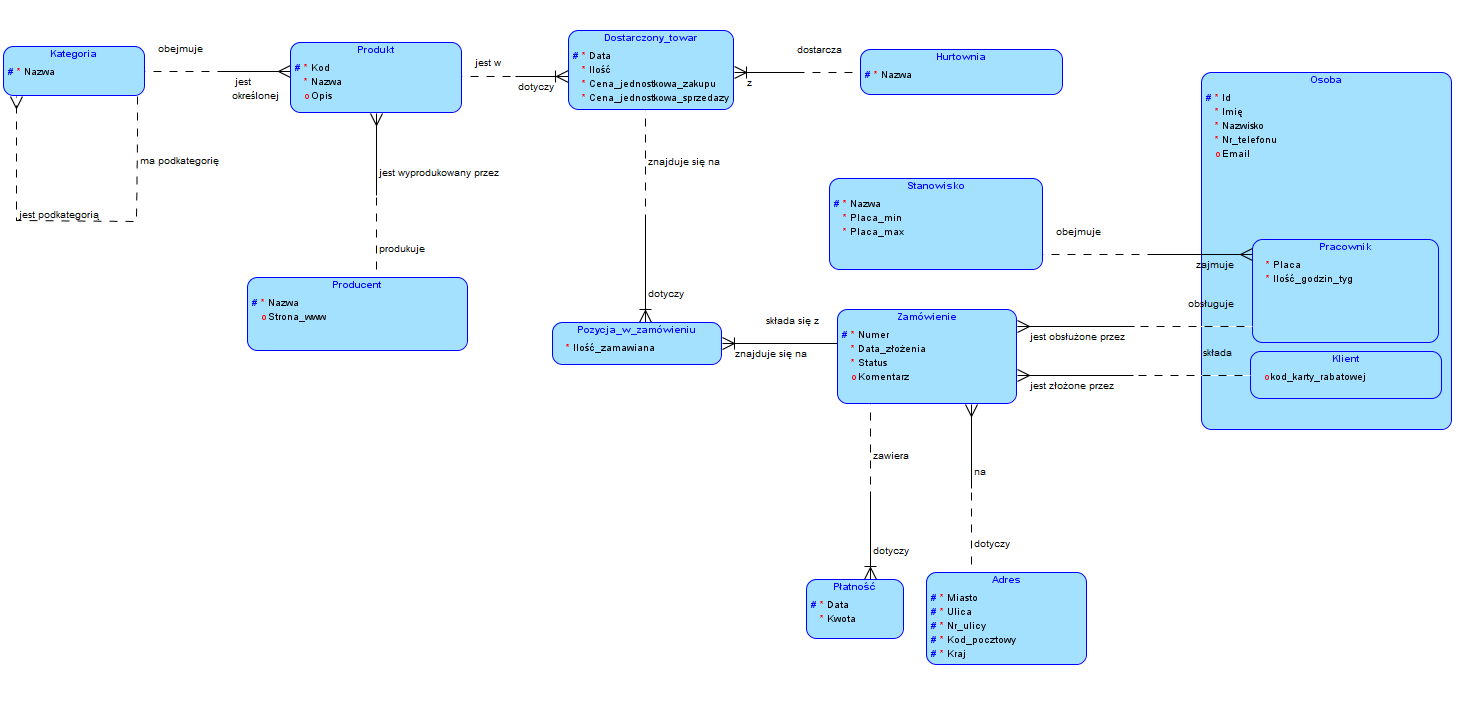 Kategoria
# * Nazwa
obejmuje
jest
określonej
ma podkategorię
jest podkategorią
Produkt
# * Kod
* Nazwa
o Opis
jest w
dotyczy
jest wyprodukowany przez
produkuje
Producent
# * Nazwa
o Strona_www
Dostarczony_towar
# * Data
* Ilość
* Cena_jednostkowa_zakupu
* Cena_jednostkowa_sprzedazy
dostarcza
z
Hurtownia
# * Nazwa
znajduje się na
dotyczy
Pozycja_w_zamówieniu
* Ilość_zamawiana
składa się z
znajduje się na
Stanowisko
# * Nazwa
* Placa_min
* Placa_max
obejmuje
zajmuje
Osoba
# * Id
* Imię
* Nazwisko
* Nr_telefonu
o Email
Pracownik
* Placa
* Ilość_godzin_tyg
Zamówienie
# * Numer
* Data_złożenia
* Status
o Komentarz
obsługuje
jest obsłużone przez
składa
jest złożone przez
Klient
o kod_karty_rabatowej
zawiera
dotyczy
na
dotyczy
Płatność
# * Data
* Kwota
Adres
# * Miasto
# * Ulica
# * Nr_ulicy
# * Kod_pocztowy
# * Kraj